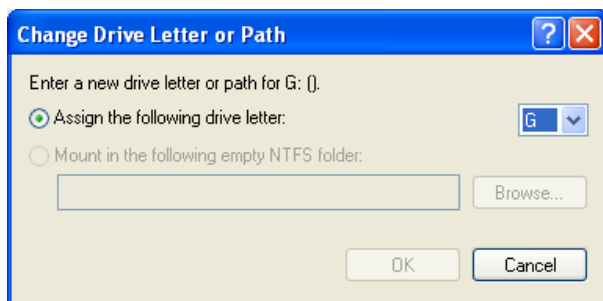 Change Drive Letter or Path
Enter a new drive letter or path for G: ().
Assign the following drive letter:
G
Mount in the following empty NTFS folder:
Browse...
OK
Cancel